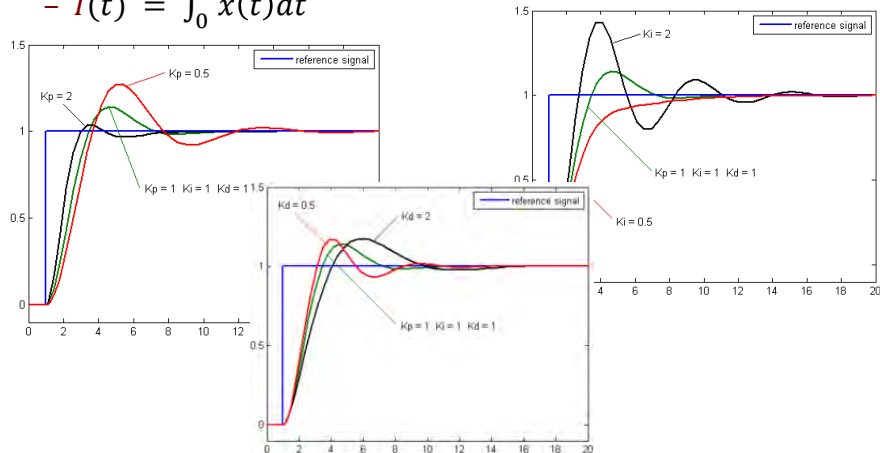 – I(t) = ∫0 x(t)dt
1.5
reference signal
Kp = 0.5
Kp = 2
1
Kp = 1 Ki = 1 Kd = 1
0.5
0
0 2 4 6 8 10 12
1.5
reference signal
Ki = 2
1
Kp = 1 Ki = 1 Kd = 1
0.5
Ki = 0.5
4 6 8 10 12 14 16 18 20
1.5
reference signal
Kd = 0.5
Kd = 2
1
Kp = 1 Ki = 1 Kd = 1
0.5
0
0 2 4 6 8 10 12 14 16 18 20